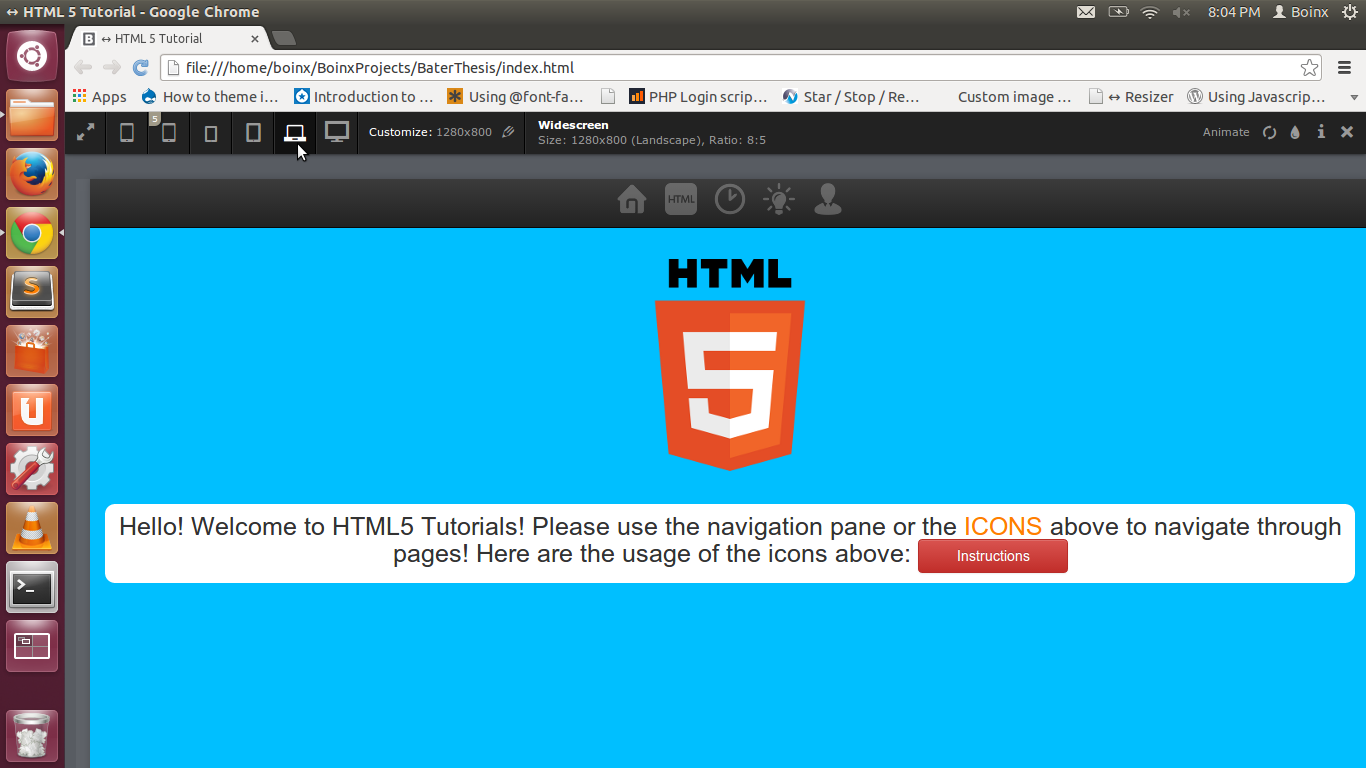 ↔ HTML 5 Tutorial - Google Chrome
8:04 PM Boinx
↔ HTML 5 Tutorial
file:///home/boinx/BoinxProjects/BaterThesis/index.html
Apps How to theme i... Introduction to ... Using @font-fa... PHP Login scrip... Star / Stop / Re... Custom image ... ↔ Resizer Using Javascrip...
5
Customize: 1280x800
Widescreen
Size: 1280x800 (Landscape), Ratio: 8:5
Animate
HTML
HTML
5
Hello! Welcome to HTML5 Tutorials! Please use the navigation pane or the ICONS above to navigate through
pages! Here are the usage of the icons above: Instructions